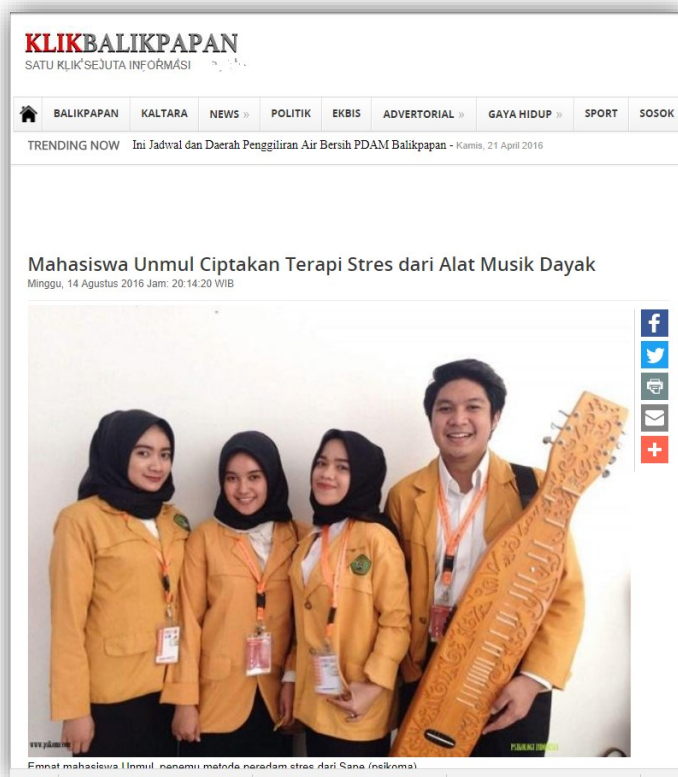 KLIKBALIKPAPAN
SATU KLIK SEJUTA INFORMASI
BALIKPAPAN KALTARA NEWS » POLITIK EKBIS ADVERTORIAL » GAYA HIDUP » SPORT SOSOK
TRENDING NOW Ini Jadwal dan Daerah Penggiliran Air Bersih PDAM Balikpapan - Kamis, 21 April 2016
Mahasiswa Unmul Ciptakan Terapi Stres dari Alat Musik Dayak
Minggu, 14 Agustus 2016 Jam: 20:14:20 WIB
www.psikoma.com
PSIKOLOGI INDONESIA
Empat mahasiswa Unmul, penemu metode peredam stres dari Sape (psikoma)